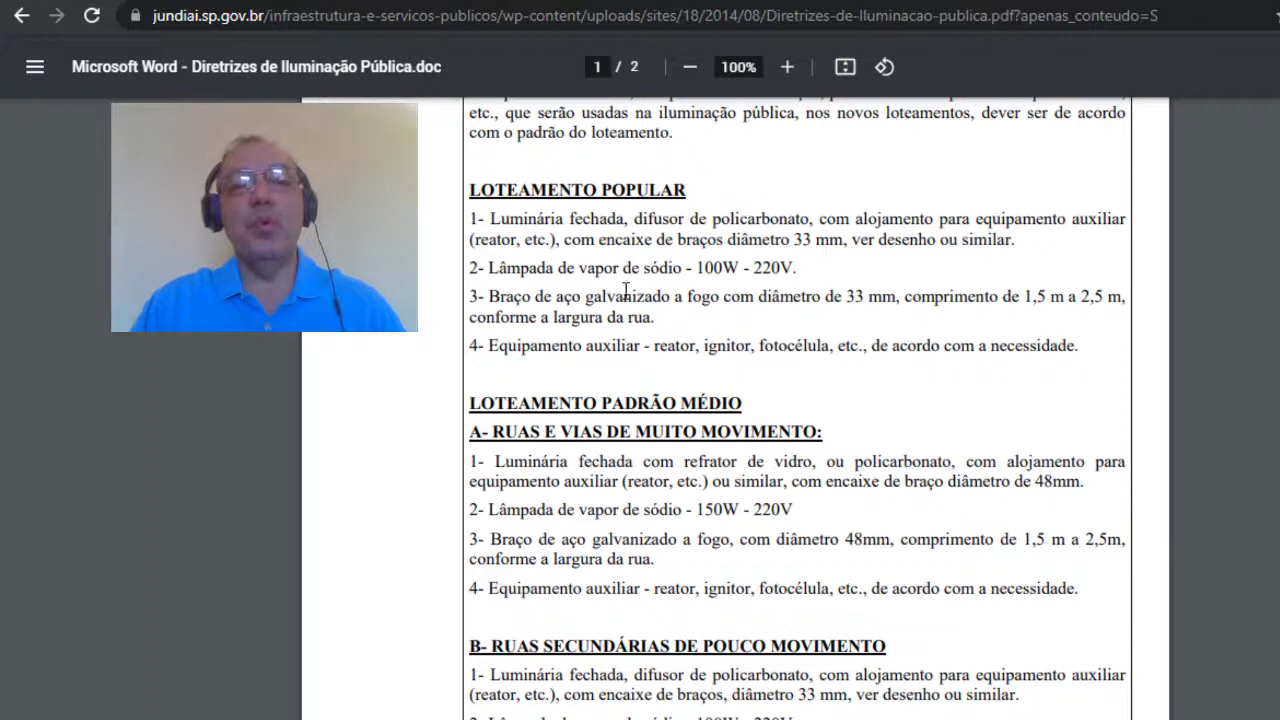 jundiai.sp.gov.br/infraestrutura-e-servicos-publicos/wp-content/uploads/sites/18/2014/08/Diretrizes-de-Iluminacao-publica.pdf?apenas_conteudo=S
Microsoft Word - Diretrizes de Iluminação Pública.doc
1 / 2
100%
etc., que serão usadas na iluminação pública, nos novos loteamentos, dever ser de acordo
com o padrão do loteamento.
LOTEAMENTO POPULAR
1- Luminária fechada, difusor de policarbonato, com alojamento para equipamento auxiliar
(reator, etc.), com encaixe de braços diâmetro 33 mm, ver desenho ou similar.
2- Lâmpada de vapor de sódio - 100W - 220V.
3- Braço de aço galvanizado a fogo com diâmetro de 33 mm, comprimento de 1,5 m a 2,5 m,
conforme a largura da rua.
4- Equipamento auxiliar - reator, ignitor, fotocélula, etc., de acordo com a necessidade.
LOTEAMENTO PADRÃO MÉDIO
A- RUAS E VIAS DE MUITO MOVIMENTO:
1- Luminária fechada com refrator de vidro, ou policarbonato, com alojamento para
equipamento auxiliar (reator, etc.) ou similar, com encaixe de braço diâmetro de 48mm.
2- Lâmpada de vapor de sódio - 150W - 220V
3- Braço de aço galvanizado a fogo, com diâmetro 48mm, comprimento de 1,5 m a 2,5m,
conforme a largura da rua.
4- Equipamento auxiliar - reator, ignitor, fotocélula, etc., de acordo com a necessidade.
B- RUAS SECUNDÁRIAS DE POUCO MOVIMENTO
1- Luminária fechada, difusor de policarbonato, com alojamento para equipamento auxiliar
(reator, etc.), com encaixe de braços, diâmetro 33 mm, ver desenho ou similar.